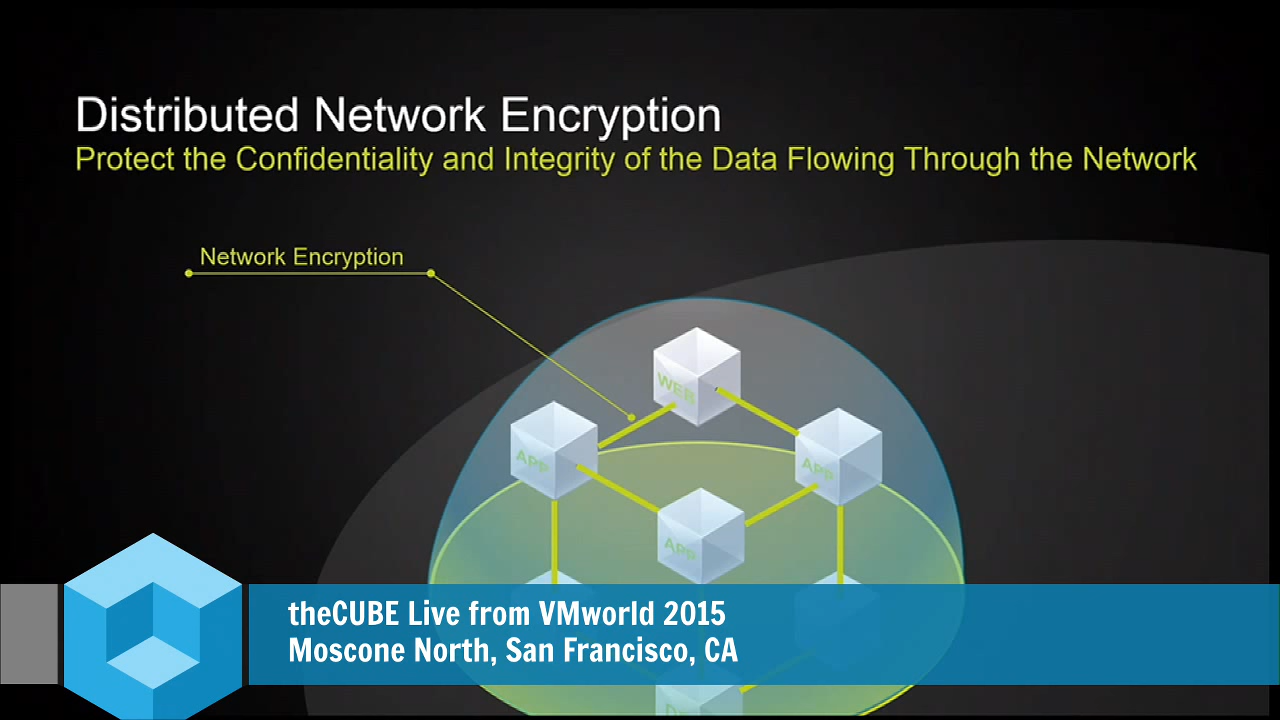 Distributed Network Encryption
Protect the Confidentiality and Integrity of the Data Flowing Through the Network
Network Encryption
WEB
APP
APP
APP
theCUBE Live from VMworld 2015
Moscone North, San Francisco, CA